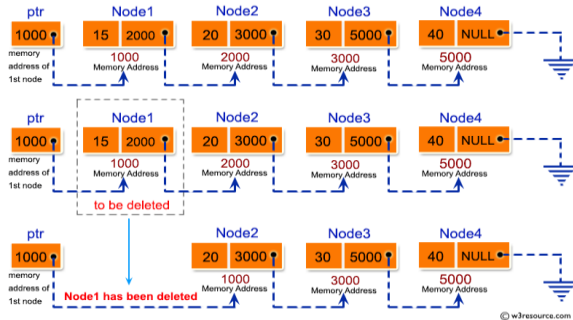 ptr Node1 Node2 Node3 Node4
1000 15 2000 20 3000 30 5000 40 NULL
memory address of 1st node
1000 2000 3000 5000
Memory Address Memory Address Memory Address Memory Address
ptr Node1 Node2 Node3 Node4
1000 15 2000 20 3000 30 5000 40 NULL
memory address of 1st node
1000 2000 3000 5000
Memory Address Memory Address Memory Address Memory Address
to be deleted
ptr Node2 Node3 Node4
1000 20 3000 30 5000 40 NULL
memory address of 1st node
1000 3000 5000
Memory Address Memory Address Memory Address
Node1 has been deleted
© w3resource.com